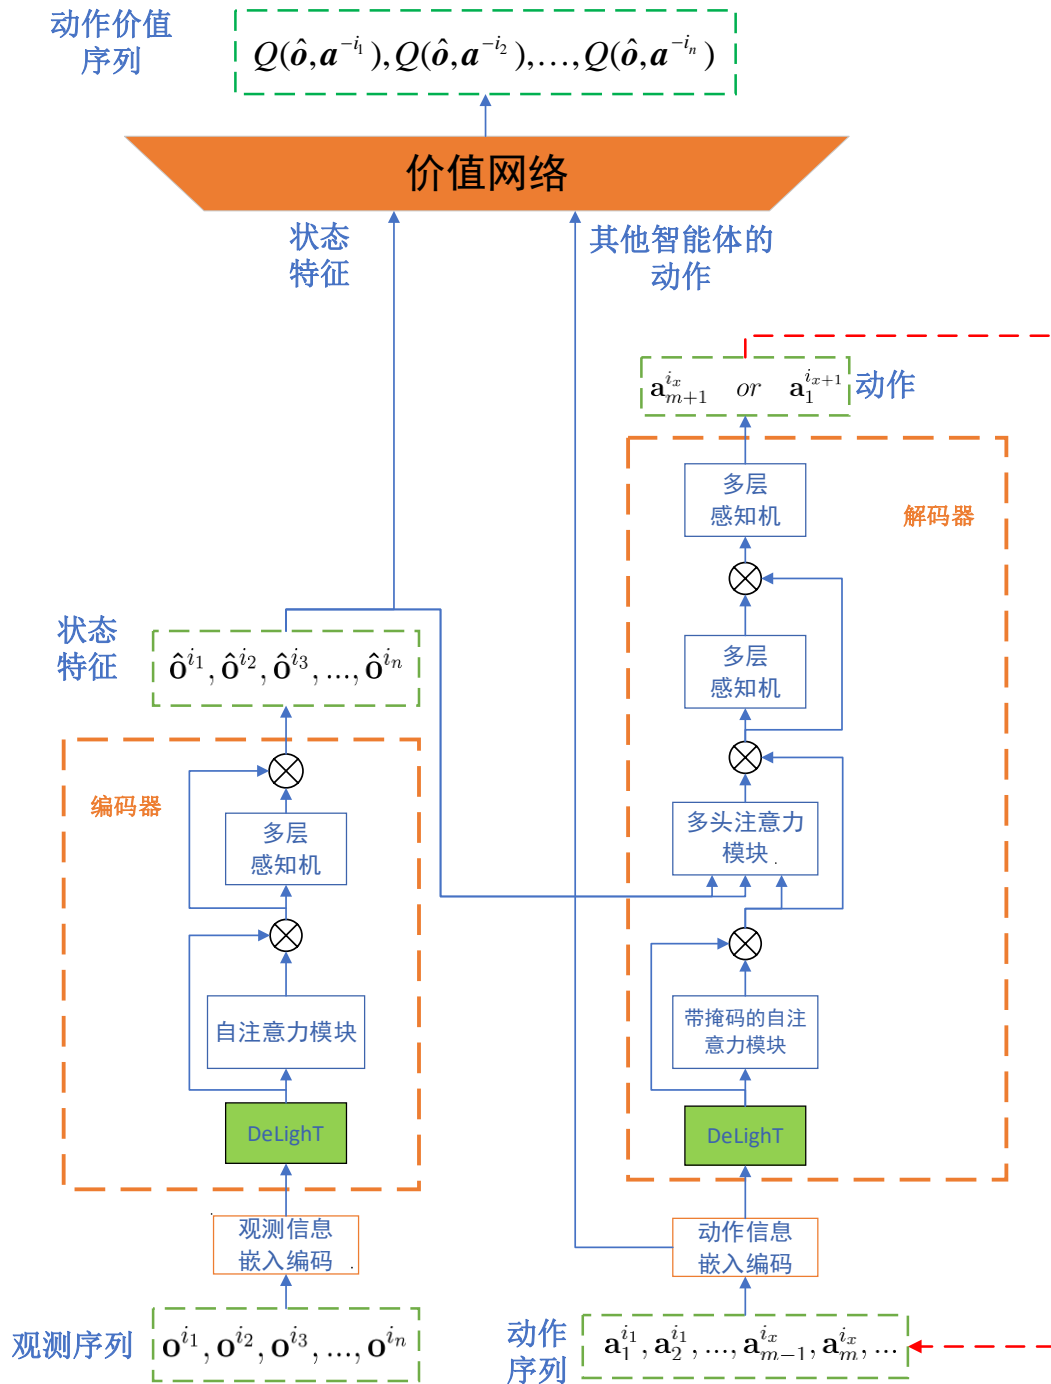 动作价值
序列
Q(ô,a^{-i_1}),Q(ô,a^{-i_2}),...,Q(ô,a^{-i_n})
价值网络
状态
特征
其他智能体的
动作
a_{m+1}^{i_x} or a_1^{i_{x+1}}
动作
多层
感知机
解码器
多层
感知机
状态
特征
ô^{i_1}, ô^{i_2}, ô^{i_3}, ..., ô^{i_n}
编码器
多层
感知机
多头注意力
模块
自注意力模块
带掩码的自注
意力模块
DeLighT
DeLighT
观测信息
嵌入编码
动作信息
嵌入编码
观测序列
o^{i_1}, o^{i_2}, o^{i_3}, ..., o^{i_n}
动作
序列
a_1^{i_1}, a_2^{i_1}, ..., a_{m-1}^{i_x}, a_m^{i_x}, ...